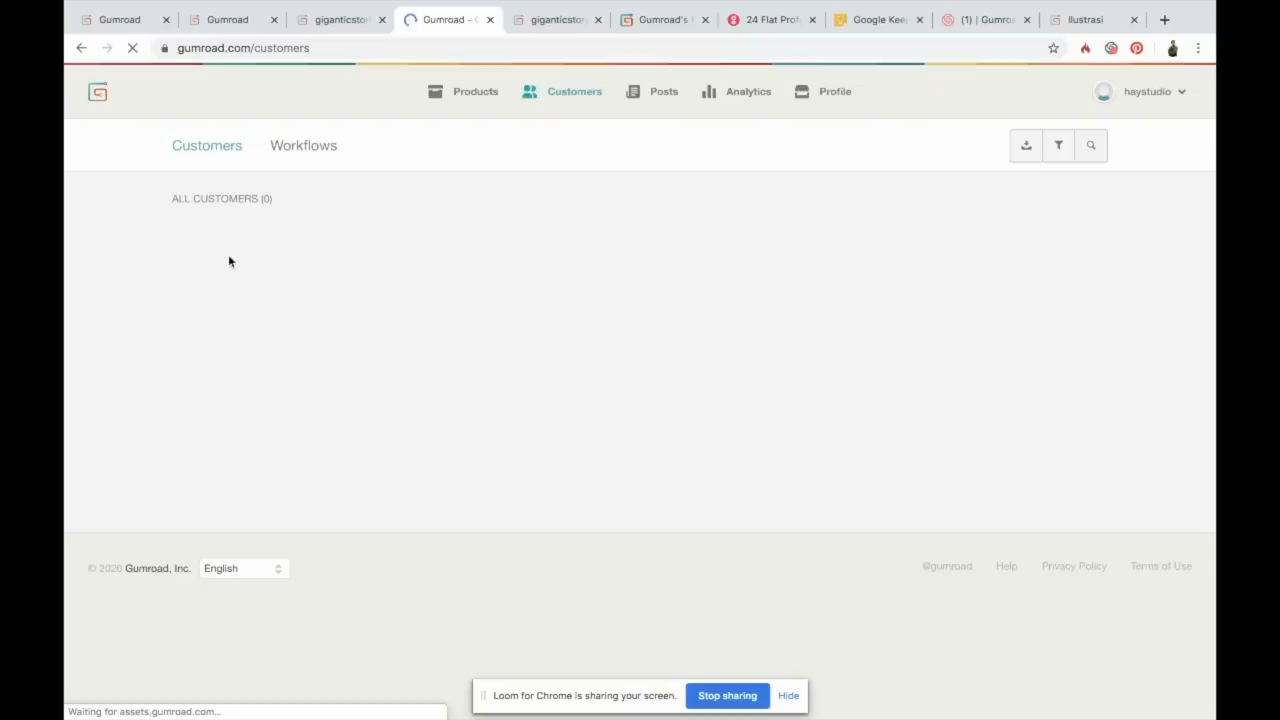 Gumroad
Gumroad
giganticstor
Gumroad -
giganticstor
Gumroad's
24 Flat Prof
Google Kee
(1) | Gumro
Ilustrasi
gumroad.com/customers
Products
Customers
Posts
Analytics
Profile
haystudio
Customers
Workflows
ALL CUSTOMERS (0)
© 2020 Gumroad, Inc.
English
@gumroad
Help
Privacy Policy
Terms of Use
Loom for Chrome is sharing your screen.
Stop sharing
Hide
Waiting for assets.gumroad.com...